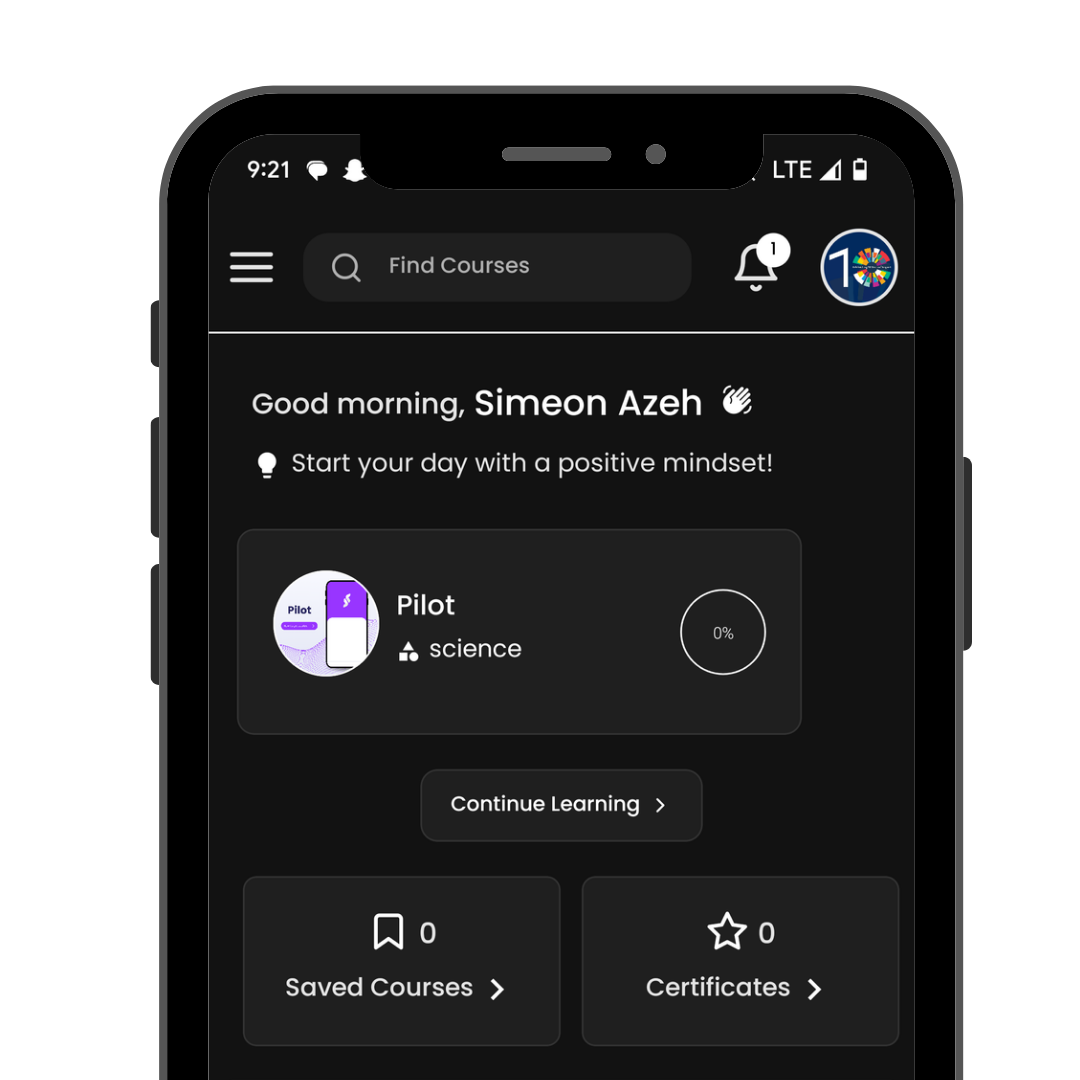 9:21 LTE
Find Courses
1
10
Good morning, Simeon Azeh
Start your day with a positive mindset!
Pilot
Pilot
science
0%
Continue Learning
0
Saved Courses
0
Certificates